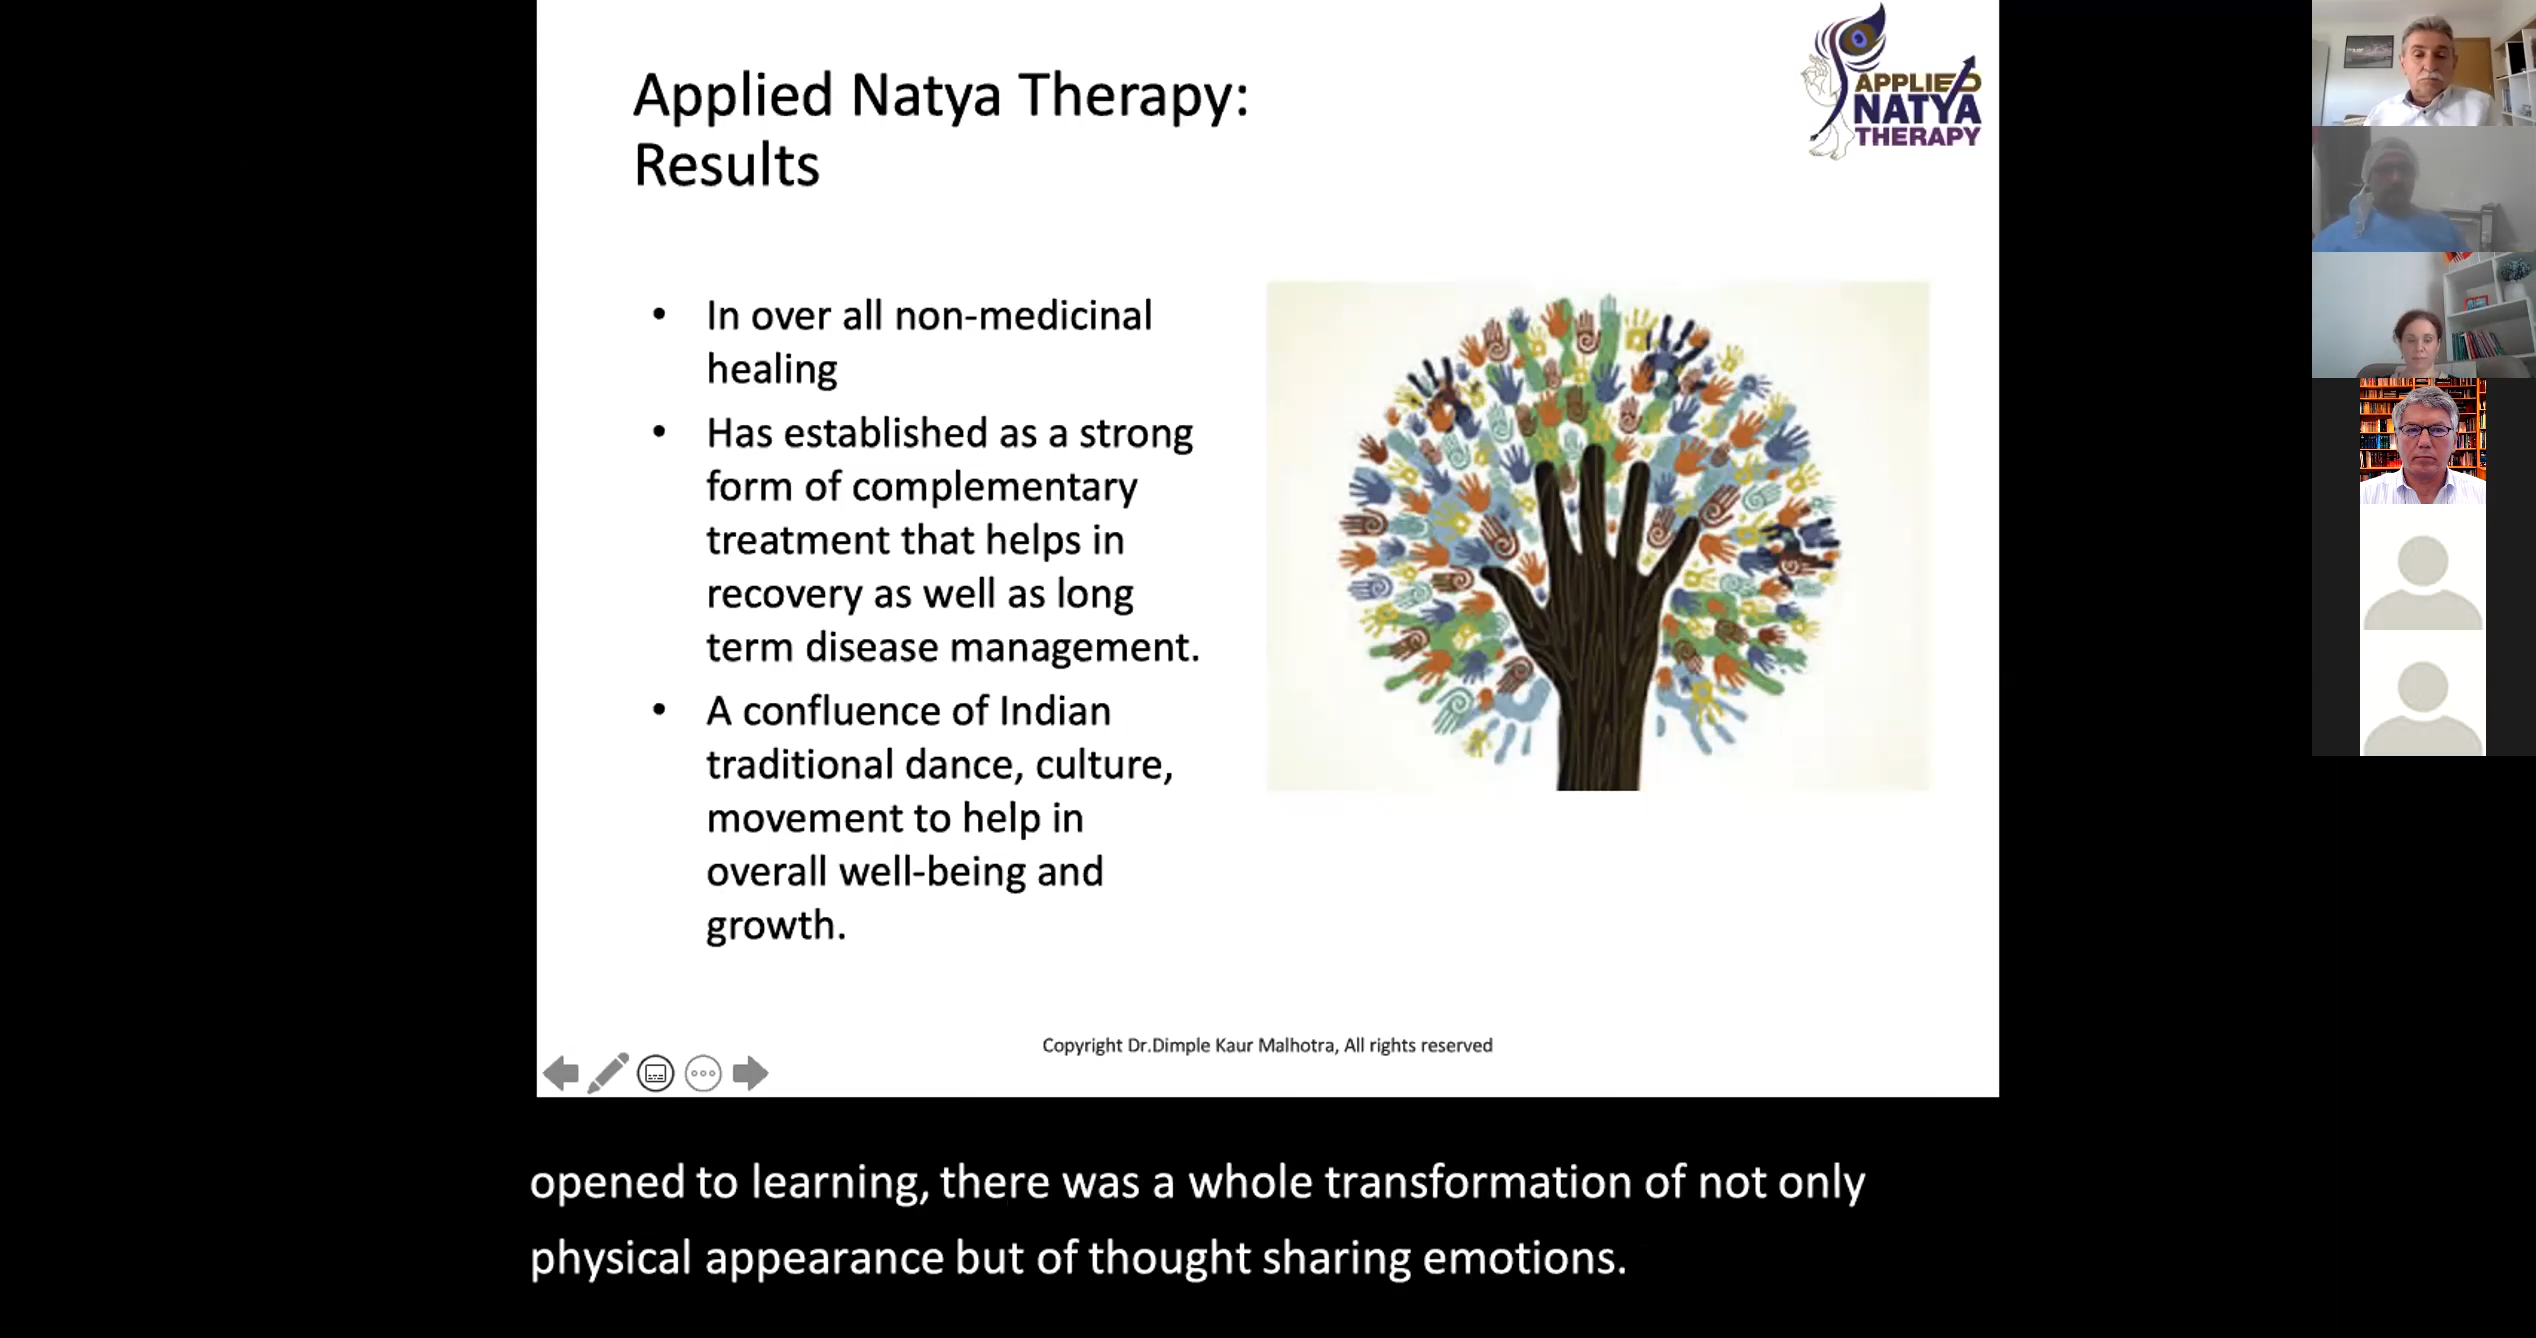 Applied Natya Therapy:
Results
APPLIED
NATYA
THERAPY
• In over all non-medicinal
healing
• Has established as a strong
form of complementary
treatment that helps in
recovery as well as long
term disease management.
• A confluence of Indian
traditional dance, culture,
movement to help in
overall well-being and
growth.
Copyright Dr.Dimple Kaur Malhotra, All rights reserved
opened to learning, there was a whole transformation of not only
physical appearance but of thought sharing emotions.